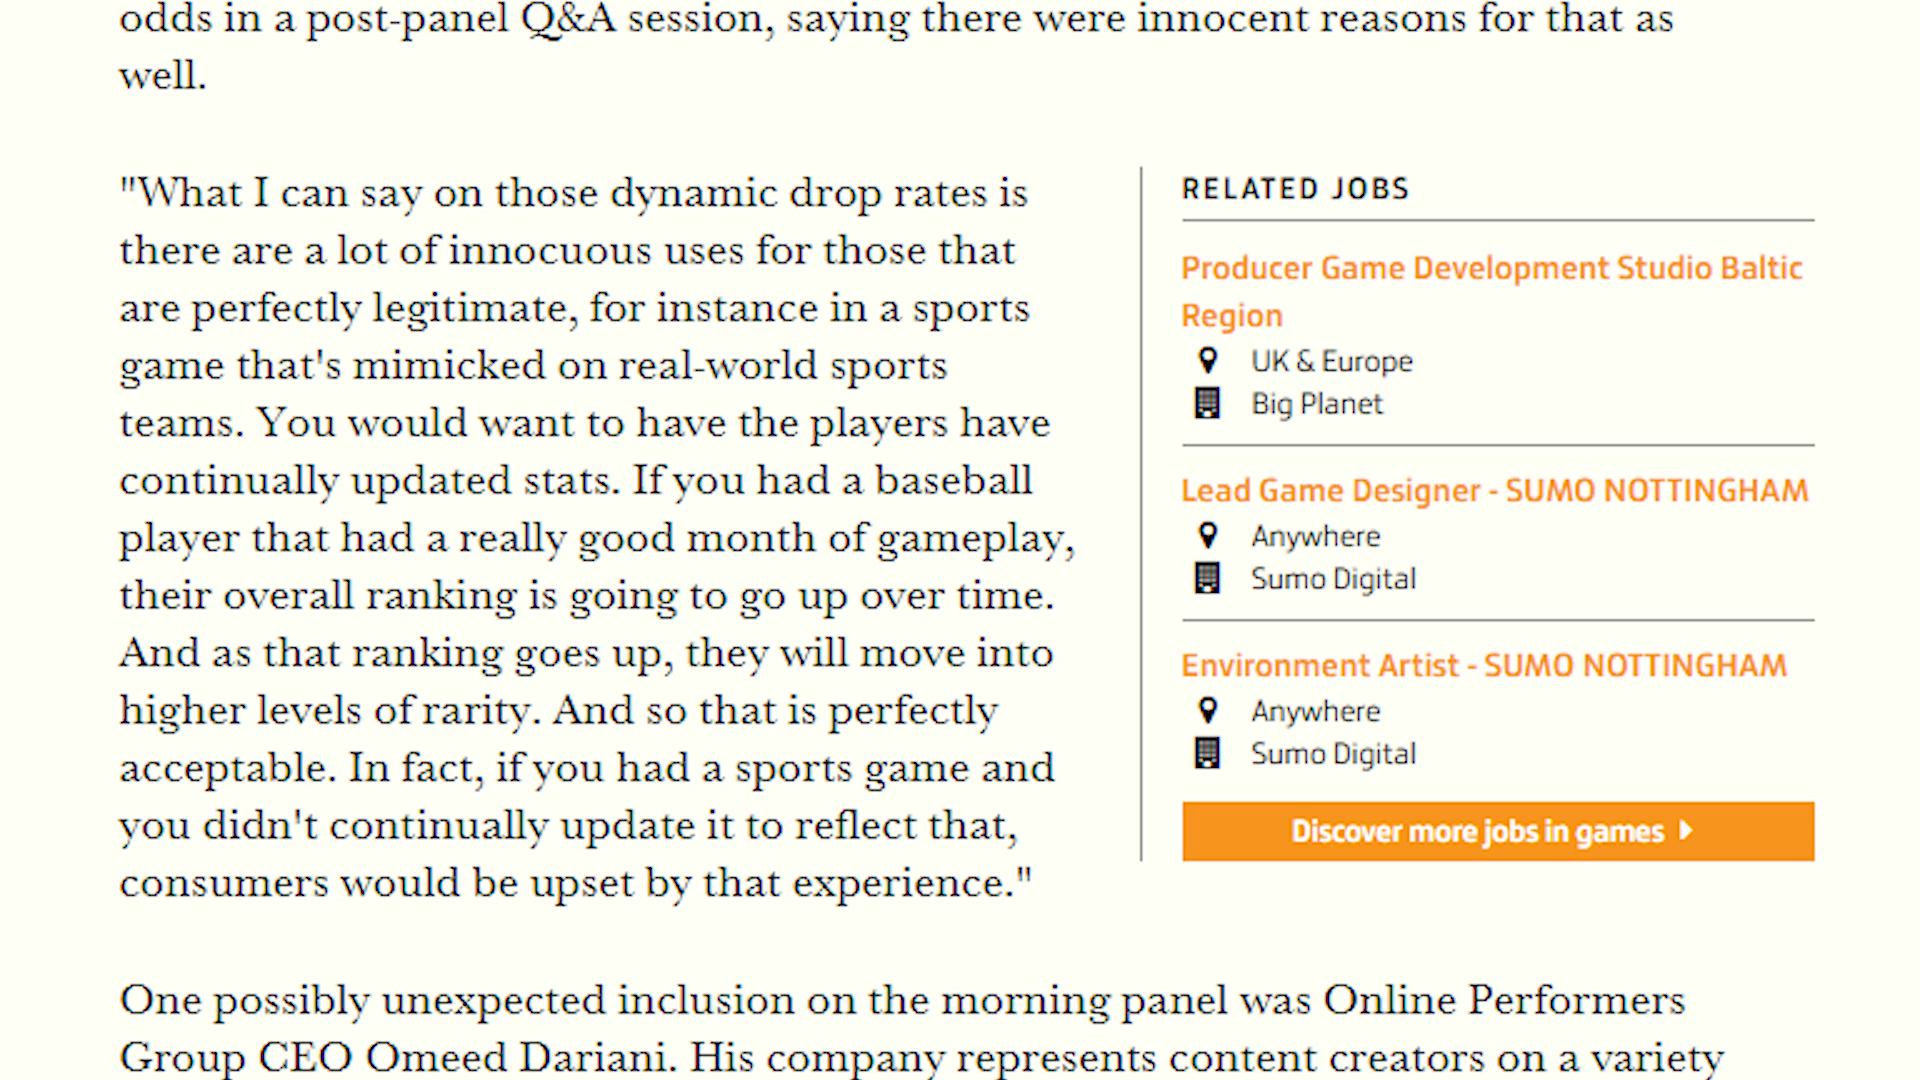 odds in a post-panel Q&A session, saying there were innocent reasons for that as
well.
"What I can say on those dynamic drop rates is
there are a lot of innocuous uses for those that
are perfectly legitimate, for instance in a sports
game that's mimicked on real-world sports
teams. You would want to have the players have
continually updated stats. If you had a baseball
player that had a really good month of gameplay,
their overall ranking is going to go up over time.
And as that ranking goes up, they will move into
higher levels of rarity. And so that is perfectly
acceptable. In fact, if you had a sports game and
you didn't continually update it to reflect that,
consumers would be upset by that experience."
RELATED JOBS
Producer Game Development Studio Baltic
Region
UK & Europe
Big Planet
Lead Game Designer - SUMO NOTTINGHAM
Anywhere
Sumo Digital
Environment Artist - SUMO NOTTINGHAM
Anywhere
Sumo Digital
Discover more jobs in games
One possibly unexpected inclusion on the morning panel was Online Performers
Group CEO Omeed Dariani. His company represents content creators on a variety